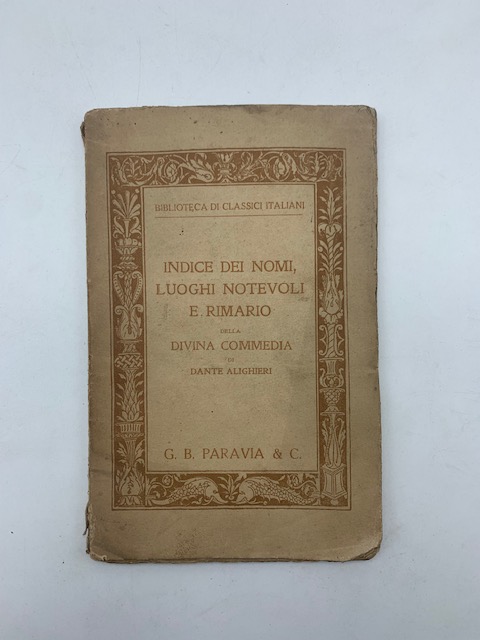 BIBLIOTECA DI CLASSICI ITALIANI
INDICE DEI NOMI,
LUOGHI NOTEVOLI
E RIMARIO
DELLA
DIVINA COMMEDIA
DI
DANTE ALIGHIERI
G. B. PARAVIA & C.